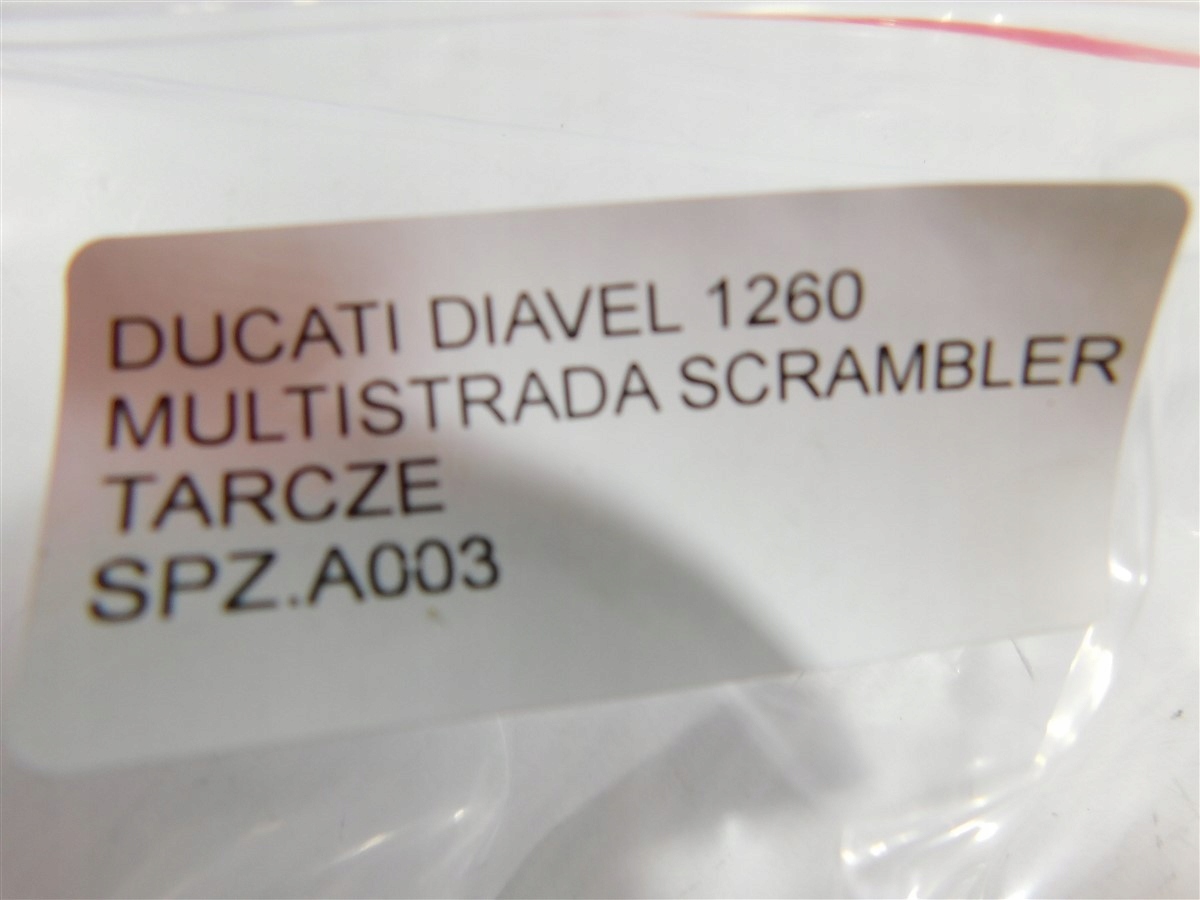 DUCATI DIAVEL 1260
MULTISTRADA SCRAMBLER
TARCZE
SPZ.A003